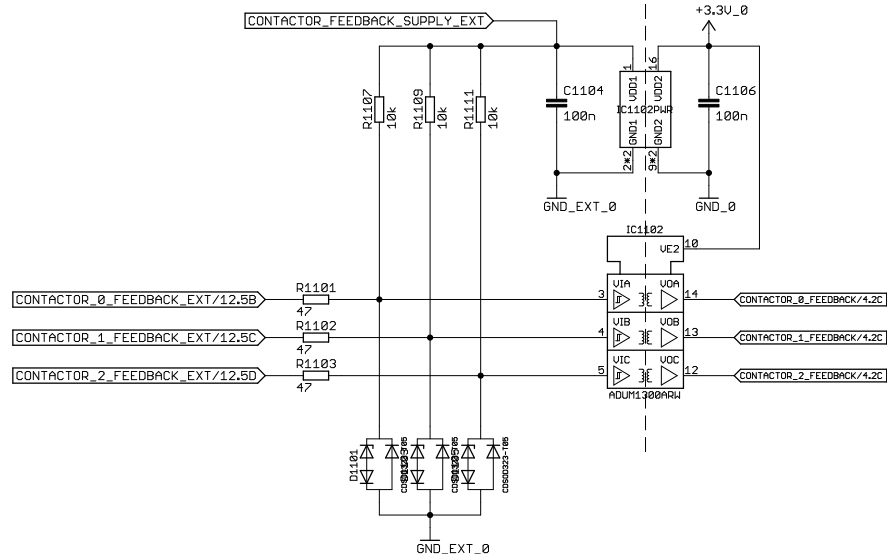 CONTACTOR_FEEDBACK_SUPPLY_EXT
+3.3V_0
R1107
10k
R1109
10k
R1111
10k
C1104
100n
1
16
VDD1
VDD2
IC1102PWR
GND1
GND2
2*2
9*2
C1106
100n
GND_EXT_0
GND_0
IC1102
VE2
10
CONTACTOR_0_FEEDBACK_EXT/12.5B
R1101
47
3
VIA
VOA
14
CONTACTOR_0_FEEDBACK/4.2C
CONTACTOR_1_FEEDBACK_EXT/12.5C
R1102
47
4
VIB
VOB
13
CONTACTOR_1_FEEDBACK/4.2C
CONTACTOR_2_FEEDBACK_EXT/12.5D
R1103
47
5
VIC
VOC
12
CONTACTOR_2_FEEDBACK/4.2C
ADUM1300ARW
D1101
CDSOD323-T05
GND_EXT_0